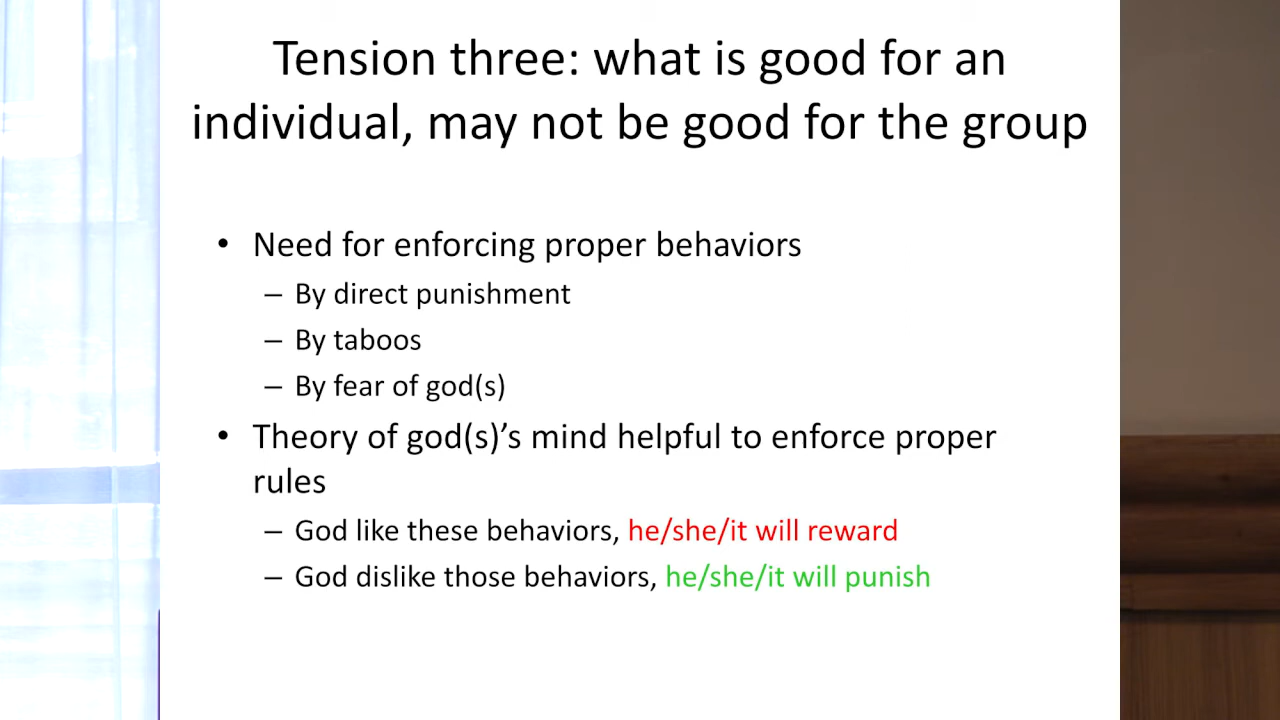 Tension three: what is good for an
individual, may not be good for the group
• Need for enforcing proper behaviors
– By direct punishment
– By taboos
– By fear of god(s)
• Theory of god(s)’s mind helpful to enforce proper
rules
– God like these behaviors, he/she/it will reward
– God dislike those behaviors, he/she/it will punish